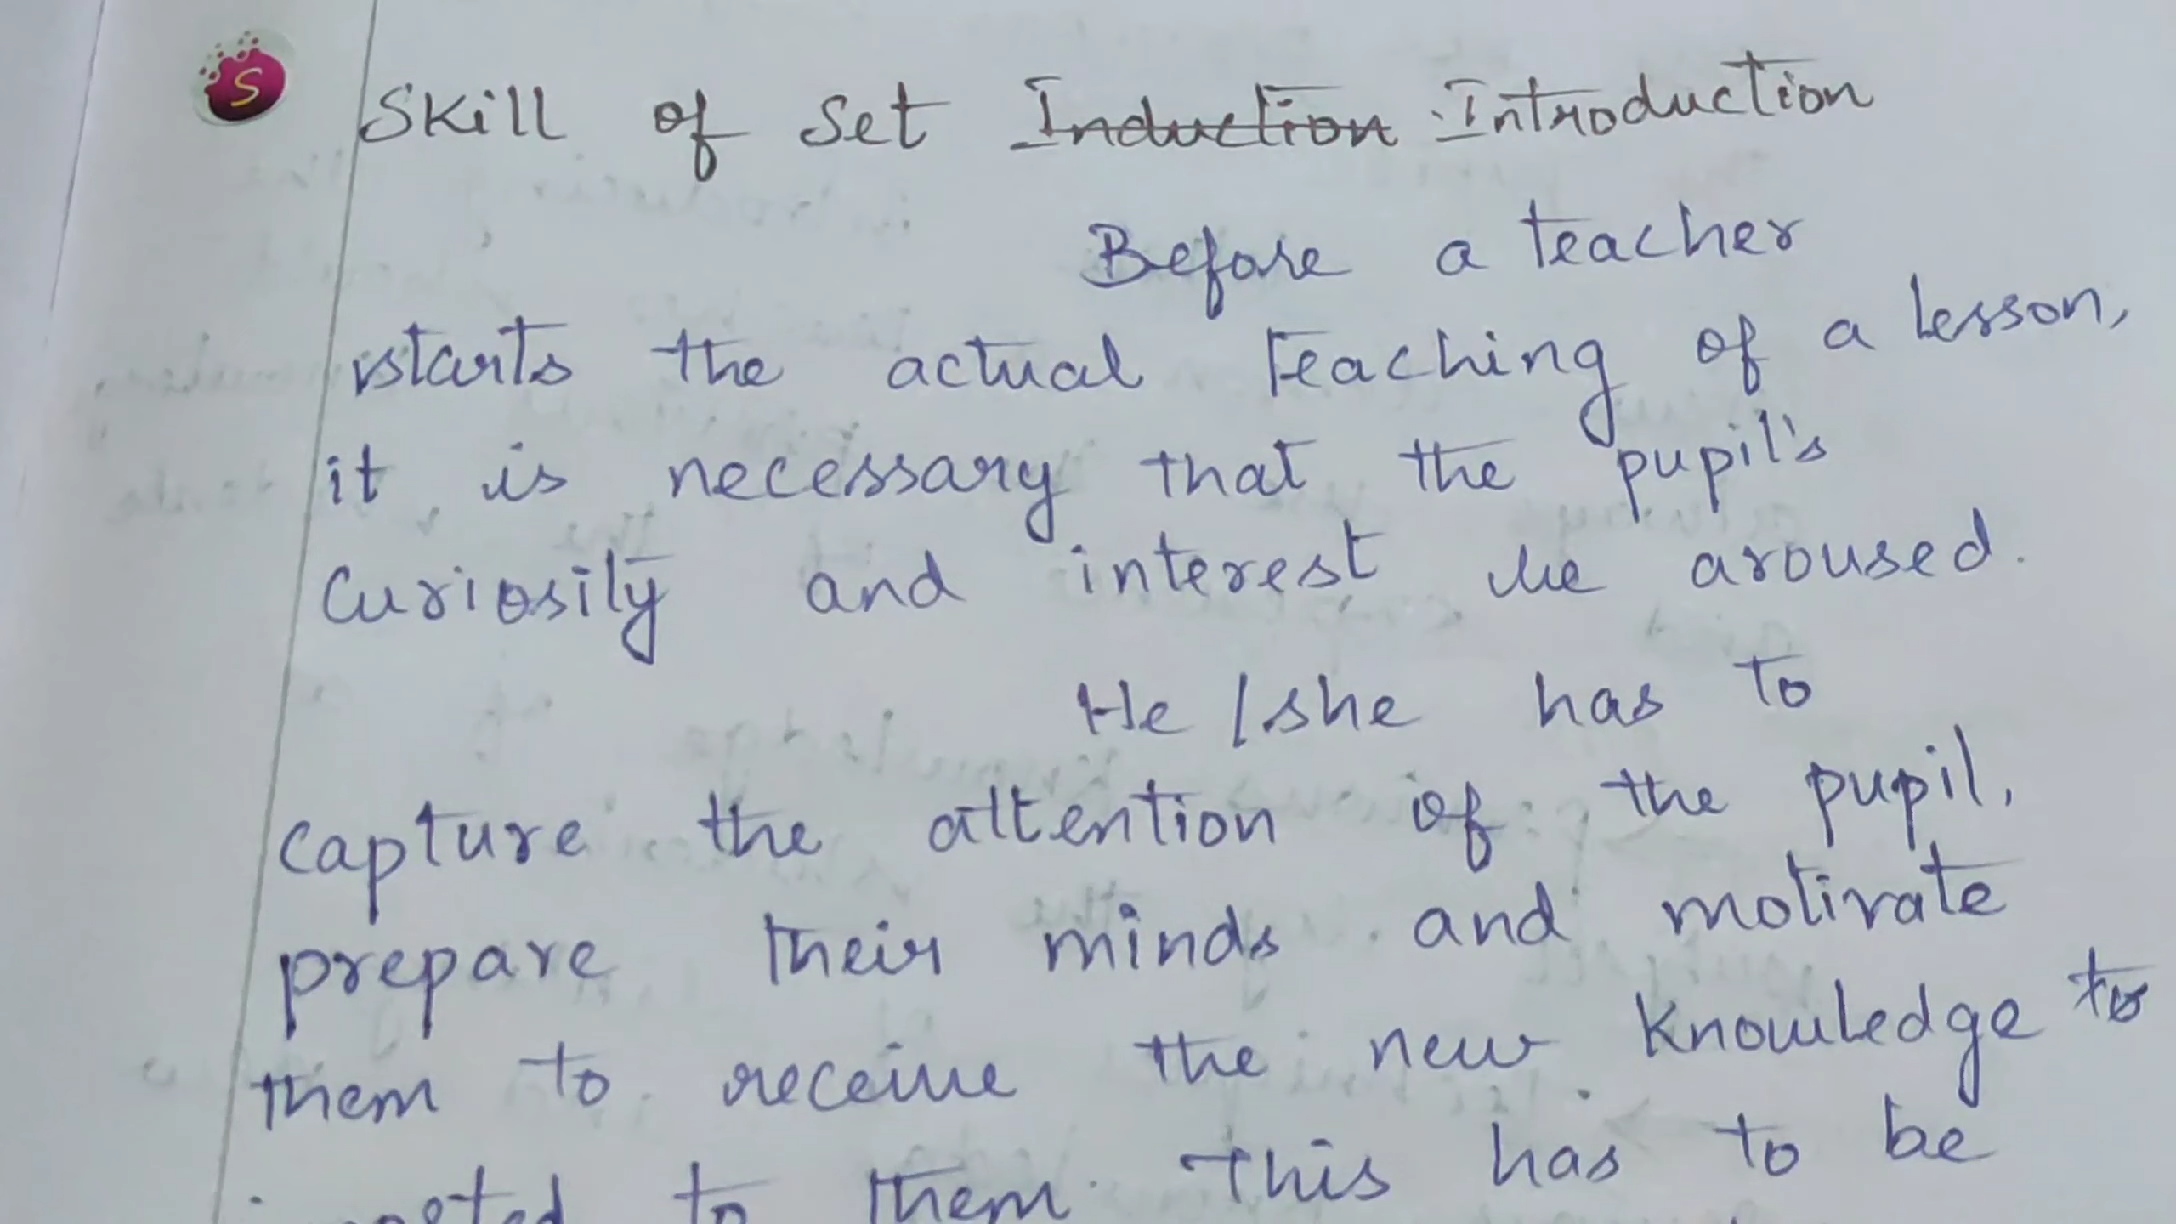 S
Skill of Set Induction Introduction
Before a teacher
starts the actual Teaching of a lesson,
it is necessary that the pupil's
Curiosity and interest be aroused.
He / she has to
capture the attention of the pupil,
prepare their minds and motivate
them to receive the new knowledge to
to them. This has to be